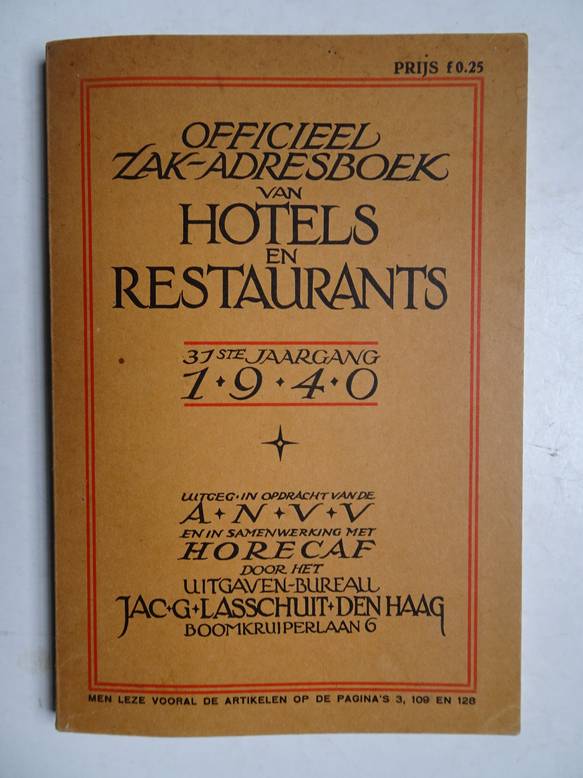 PRIJS f 0.25
OFFICIEEL
ZAK-ADRESBOEK
VAN
HOTELS
EN
RESTAURANTS
31STE JAARGANG
1·9·4·0
UITGEG·IN OPDRACHT VAN DE
A·N·V·V
EN IN SAMENWERKING MET
HORECAF
DOOR HET
UITGAVEN-BUREAU
JAC·G·LASSCHUIT·DEN HAAG
BOOMKRUIPERLAAN 6
MEN LEZE VOORAL DE ARTIKELEN OP DE PAGINA'S 3, 109 EN 128